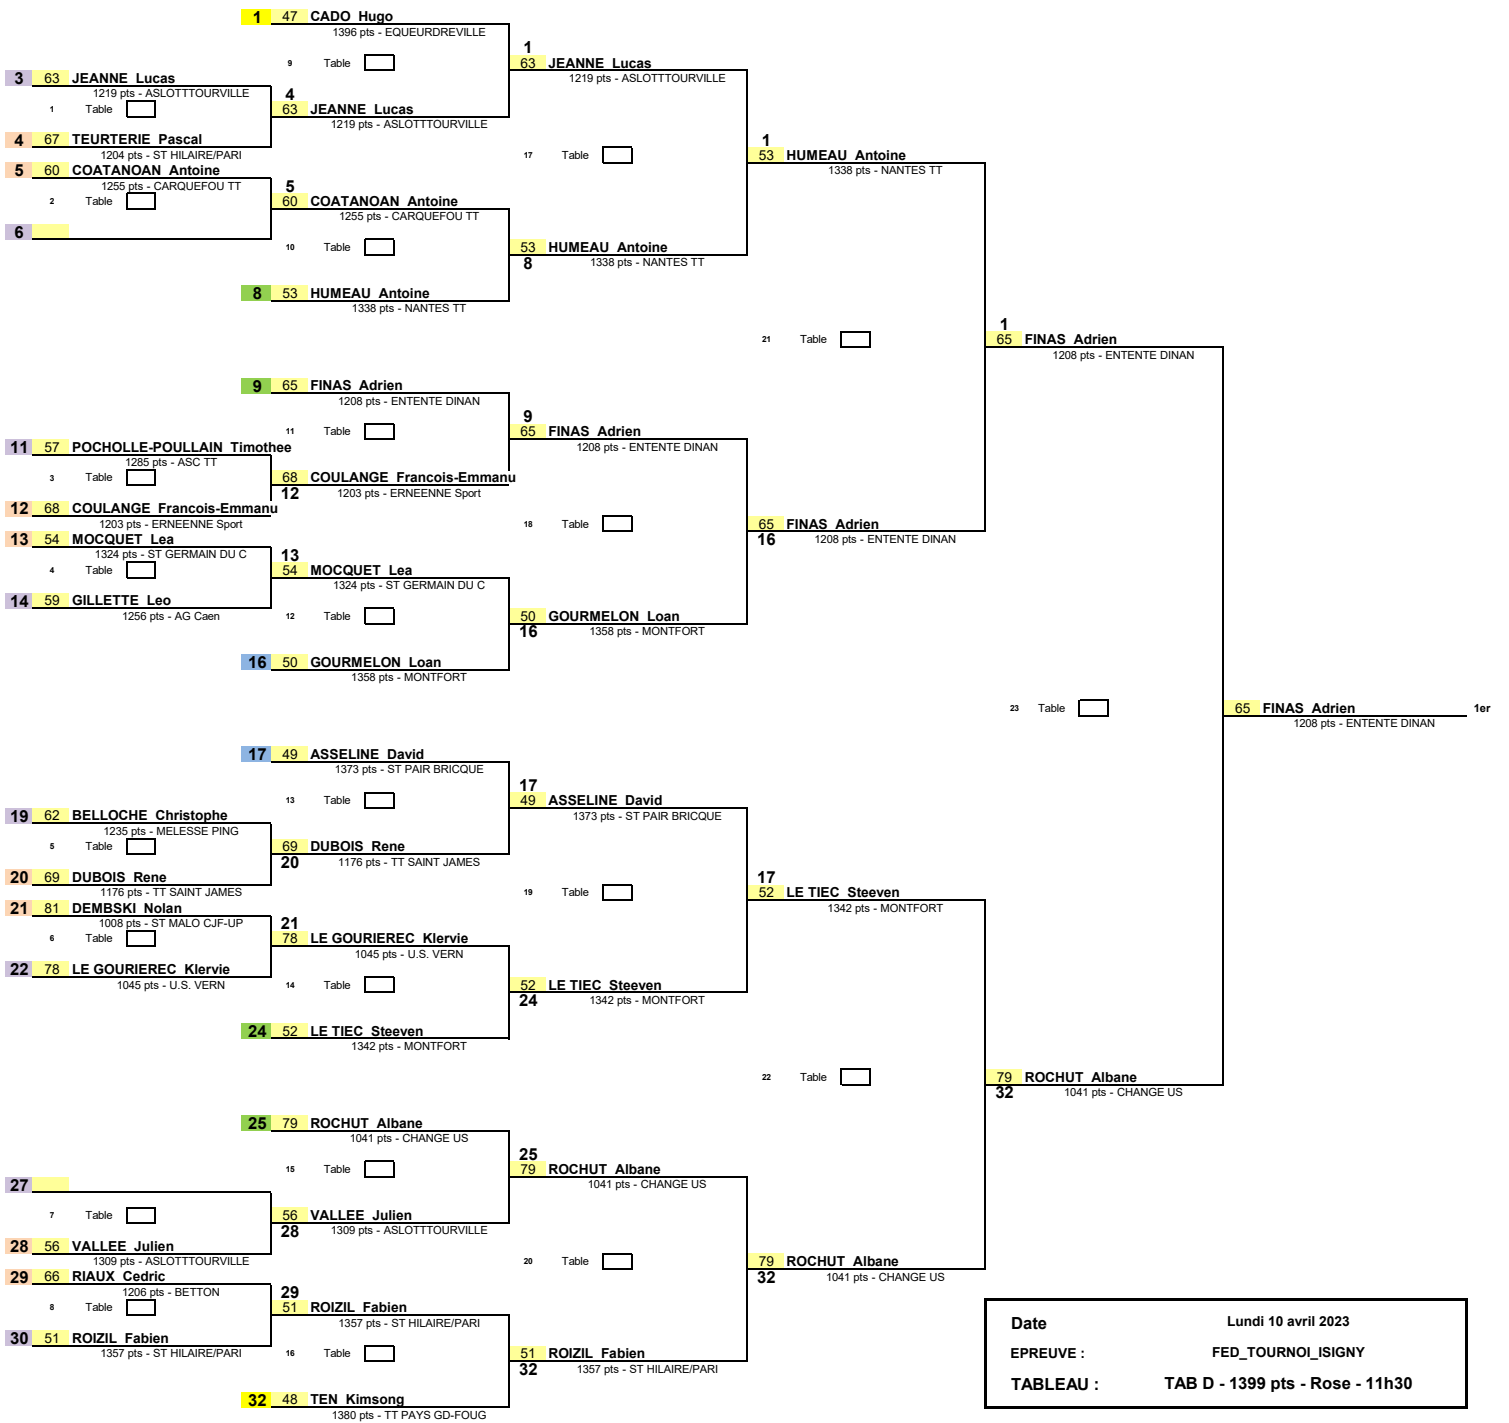 1 47 CADO Hugo
1396 pts - EQUEURDREVILLE
9 Table
1
63 JEANNE Lucas
1219 pts - ASLOTTTOURVILLE
3 63 JEANNE Lucas
1219 pts - ASLOTTTOURVILLE
1 Table
4
63 JEANNE Lucas
1219 pts - ASLOTTTOURVILLE
4 67 TEURTERIE Pascal
1204 pts - ST HILAIRE/PARI
17 Table
1
53 HUMEAU Antoine
1338 pts - NANTES TT
5 60 COATANOAN Antoine
1255 pts - CARQUEFOU TT
2 Table
5
60 COATANOAN Antoine
1255 pts - CARQUEFOU TT
6
10 Table
53 HUMEAU Antoine
8 1338 pts - NANTES TT
8 53 HUMEAU Antoine
1338 pts - NANTES TT
21 Table
1
65 FINAS Adrien
1208 pts - ENTENTE DINAN
9 65 FINAS Adrien
1208 pts - ENTENTE DINAN
11 Table
9
65 FINAS Adrien
1208 pts - ENTENTE DINAN
11 57 POCHOLLE-POULLAIN Timothee
1285 pts - ASC TT
3 Table
68 COULANGE Francois-Emmanu
12 1203 pts - ERNEENNE Sport
12 68 COULANGE Francois-Emmanu
1203 pts - ERNEENNE Sport
18 Table
65 FINAS Adrien
16 1208 pts - ENTENTE DINAN
13 54 MOCQUET Lea
1324 pts - ST GERMAIN DU C
4 Table
13
54 MOCQUET Lea
1324 pts - ST GERMAIN DU C
14 59 GILLETTE Leo
1256 pts - AG Caen
12 Table
50 GOURMELON Loan
16 1358 pts - MONTFORT
16 50 GOURMELON Loan
1358 pts - MONTFORT
23 Table
65 FINAS Adrien 1er
1208 pts - ENTENTE DINAN
17 49 ASSELINE David
1373 pts - ST PAIR BRICQUE
13 Table
17
49 ASSELINE David
1373 pts - ST PAIR BRICQUE
19 62 BELLOCHE Christophe
1235 pts - MELESSE PING
5 Table
69 DUBOIS Rene
20 1176 pts - TT SAINT JAMES
20 69 DUBOIS Rene
1176 pts - TT SAINT JAMES
19 Table
17
52 LE TIEC Steeven
1342 pts - MONTFORT
21 81 DEMBSKI Nolan
1008 pts - ST MALO CJF-UP
6 Table
21
78 LE GOURIEREC Klervie
1045 pts - U.S. VERN
22 78 LE GOURIEREC Klervie
1045 pts - U.S. VERN
14 Table
52 LE TIEC Steeven
24 1342 pts - MONTFORT
24 52 LE TIEC Steeven
1342 pts - MONTFORT
22 Table
79 ROCHUT Albane
32 1041 pts - CHANGE US
25 79 ROCHUT Albane
1041 pts - CHANGE US
15 Table
25
79 ROCHUT Albane
1041 pts - CHANGE US
27
7 Table
56 VALLEE Julien
28 1309 pts - ASLOTTTOURVILLE
28 56 VALLEE Julien
1309 pts - ASLOTTTOURVILLE
20 Table
79 ROCHUT Albane
32 1041 pts - CHANGE US
29 66 RIAUX Cedric
1206 pts - BETTON
8 Table
29
51 ROIZIL Fabien
1357 pts - ST HILAIRE/PARI
30 51 ROIZIL Fabien
1357 pts - ST HILAIRE/PARI
16 Table
51 ROIZIL Fabien
32 1357 pts - ST HILAIRE/PARI
32 48 TEN Kimsong
1380 pts - TT PAYS GD-FOUG
Date Lundi 10 avril 2023
EPREUVE : FED_TOURNOI_ISIGNY
TABLEAU : TAB D - 1399 pts - Rose - 11h30